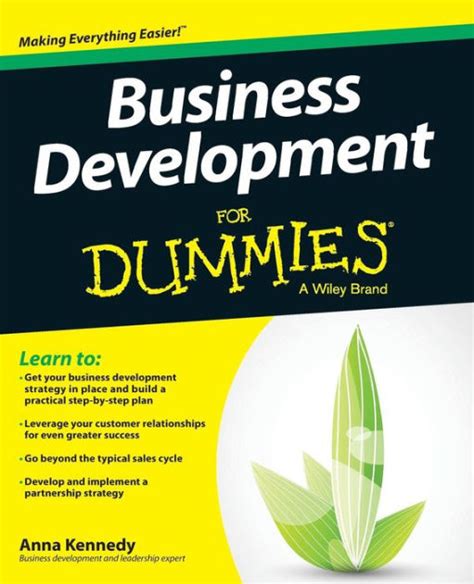 Making Everything Easier!™
Business
Development
FOR
DUMMIES®
A Wiley Brand
Learn to:
• Get your business development
strategy in place and build a
practical step-by-step plan
• Leverage your customer relationships
for even greater success
• Go beyond the typical sales cycle
• Develop and implement a
partnership strategy
Anna Kennedy
Business development and leadership expert